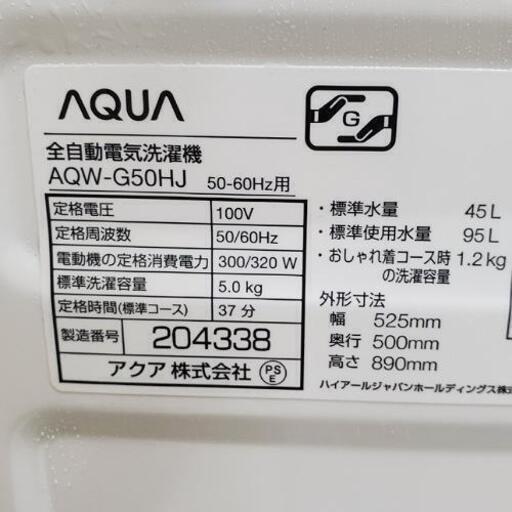 AQUA
G
全自動電気洗濯機
AQW-G50HJ 50-60Hz用
定格電圧 100V
定格周波数 50/60Hz
電動機の定格消費電力 300/320 W
標準洗濯容量 5.0 kg
定格時間(標準コース) 37 分
製造番号 204338
アクア 株式会社 PSE
・標準水量 45L
・標準使用水量 95L
・おしゃれ着コース時 1.2kg
の洗濯容量
外形寸法
幅 525mm
奥行 500mm
高さ 890mm
ハイアールジャパンホールディングス株式